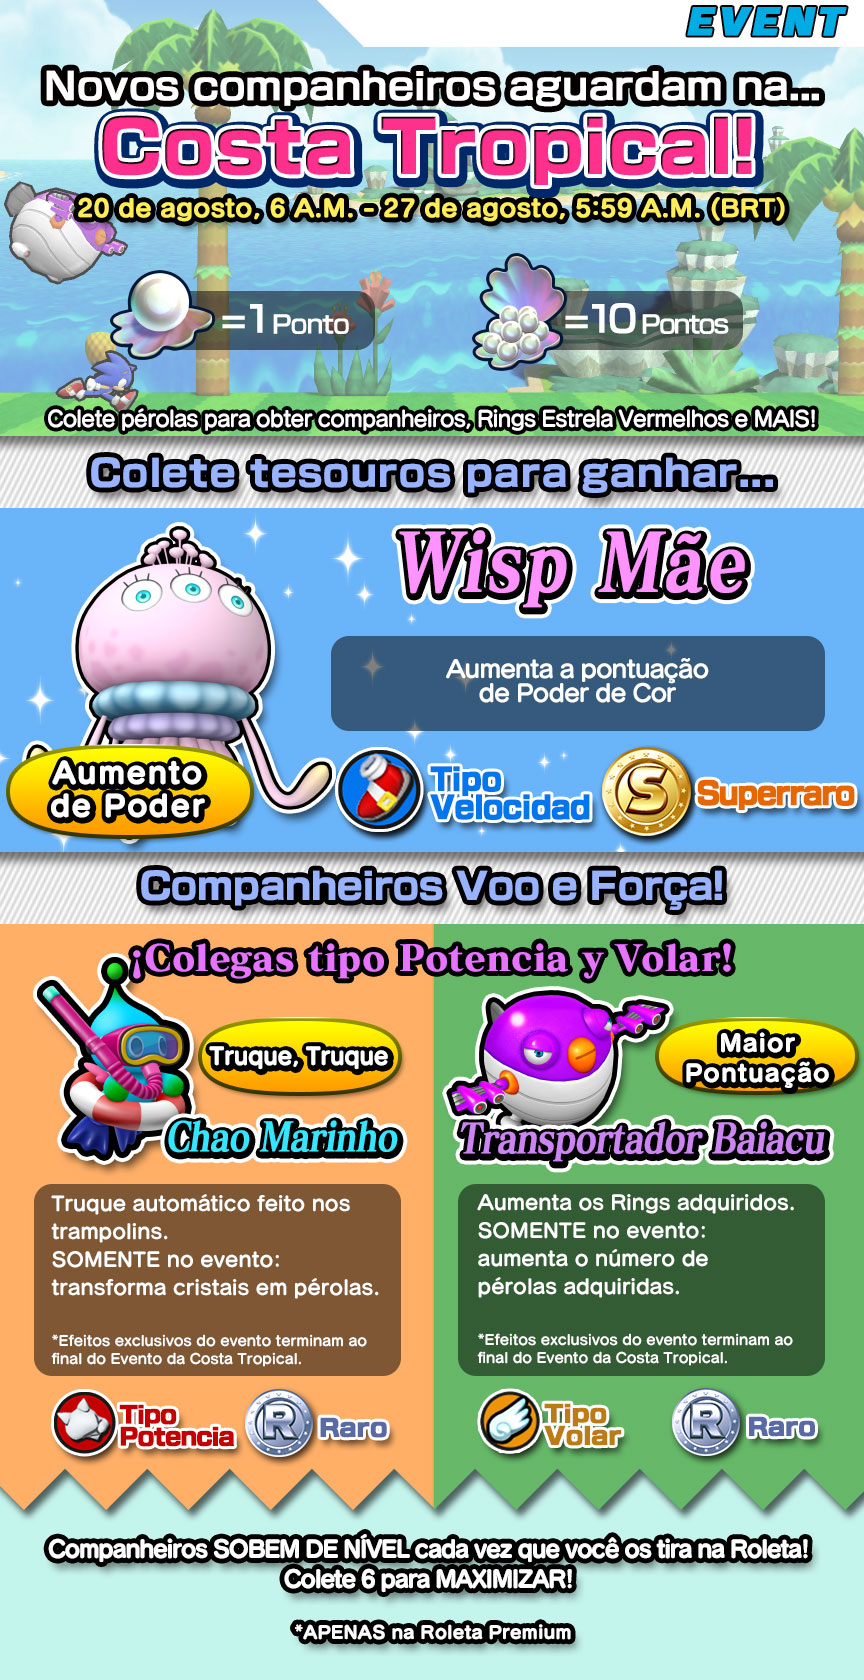 EVENT
Novos companheiros aguardam na...
Costa Tropical!
20 de agosto, 6 A.M. - 27 de agosto, 5:59 A.M. (BRT)
=1 Ponto
=10 Pontos
Colete pérolas para obter companheiros, Rings Estrela Vermelhos e MAIS!
Colete tesouros para ganhar...
Wisp Mãe
Aumenta a pontuação
de Poder de Cor
Aumento
de Poder
Tipo
Velocidad
S
Superraro
Companheiros Voo e Força!
¡Colegas tipo Potencia y Volar!
Truque, Truque
Chao Marinho
Truque automático feito nos
trampolins.
SOMENTE no evento:
transforma cristais em pérolas.
*Efeitos exclusivos do evento terminam ao
final do Evento da Costa Tropical.
Tipo
Potencia
R
Raro
Maior
Pontuação
Transportador Baiacu
Aumenta os Rings adquiridos.
SOMENTE no evento:
aumenta o número de
pérolas adquiridas.
*Efeitos exclusivos do evento terminam ao
final do Evento da Costa Tropical.
Tipo
Volar
R
Raro
Companheiros SOBEM DE NÍVEL cada vez que você os tira na Roleta!
Colete 6 para MAXIMIZAR!
*APENAS na Roleta Premium